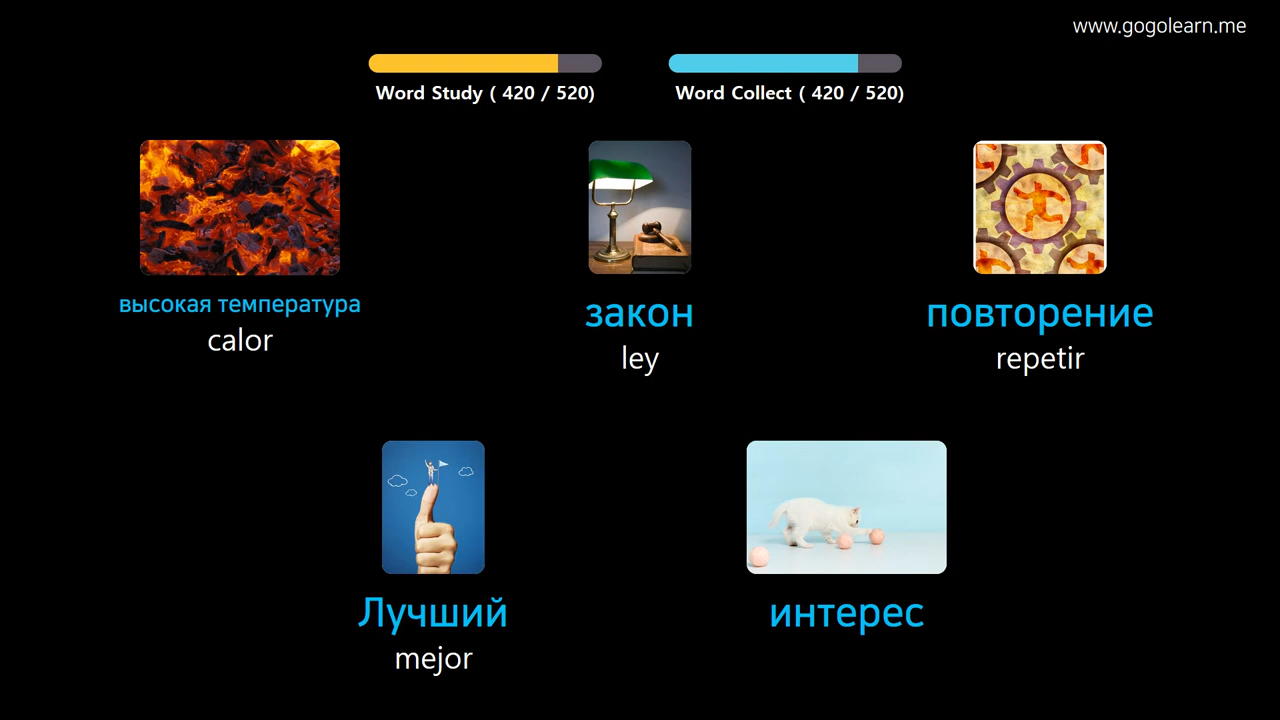 www.gogolearn.me
Word Study ( 420 / 520)
Word Collect ( 420 / 520)
высокая температура
calor
закон
ley
повторение
repetir
Лучший
mejor
интерес